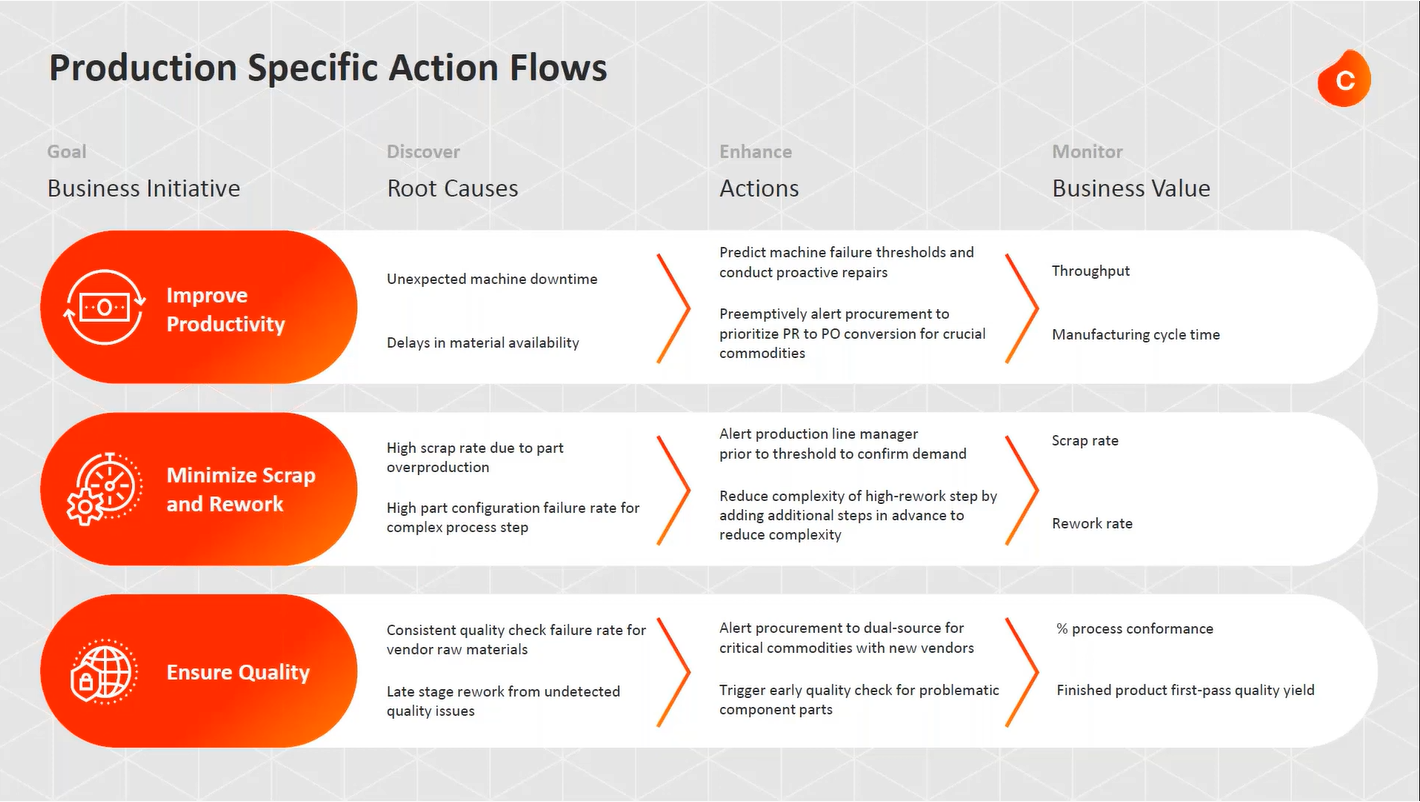 Production Specific Action Flows
C
Goal
Discover
Enhance
Monitor
Business Initiative
Root Causes
Actions
Business Value
Improve
Productivity
Unexpected machine downtime
Delays in material availability
Predict machine failure thresholds and
conduct proactive repairs
Preemptively alert procurement to
prioritize PR to PO conversion for crucial
commodities
Throughput
Manufacturing cycle time
Minimize Scrap
and Rework
High scrap rate due to part
overproduction
High part configuration failure rate for
complex process step
Alert production line manager
prior to threshold to confirm demand
Reduce complexity of high-rework step by
adding additional steps in advance to
reduce complexity
Scrap rate
Rework rate
Ensure Quality
Consistent quality check failure rate for
vendor raw materials
Late stage rework from undetected
quality issues
Alert procurement to dual-source for
critical commodities with new vendors
Trigger early quality check for problematic
component parts
% process conformance
Finished product first-pass quality yield